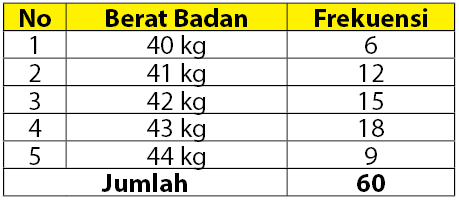 No Berat Badan Frekuensi
1 40 kg 6
2 41 kg 12
3 42 kg 15
4 43 kg 18
5 44 kg 9
Jumlah 60